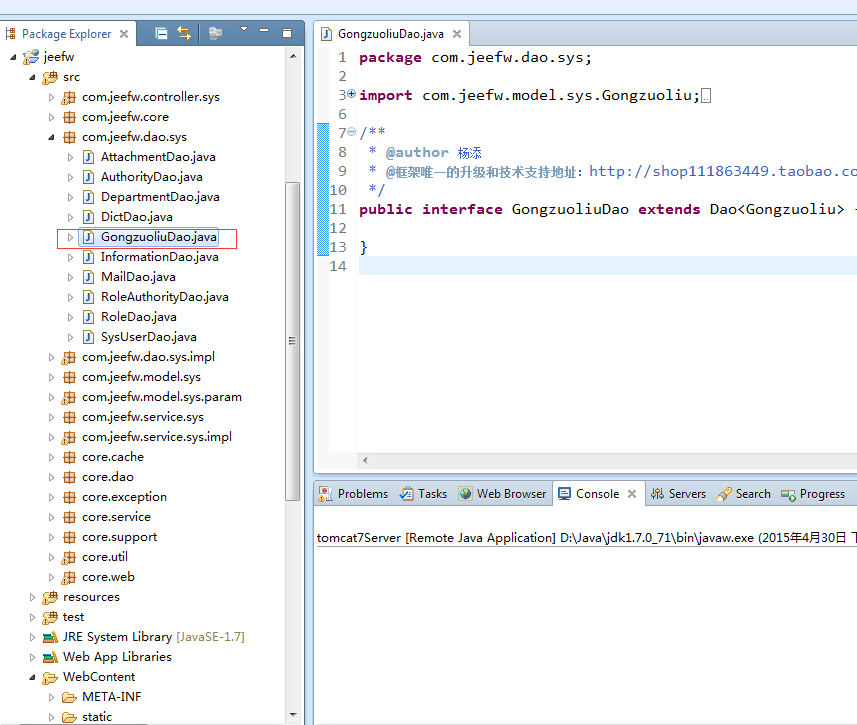 Package Explorer
jeefw
src
com.jeefw.controller.sys
com.jeefw.core
com.jeefw.dao.sys
AttachmentDao.java
AuthorityDao.java
DepartmentDao.java
DictDao.java
GongzuoliuDao.java
InformationDao.java
MailDao.java
RoleAuthorityDao.java
RoleDao.java
SysUserDao.java
com.jeefw.dao.sys.impl
com.jeefw.model.sys
com.jeefw.model.sys.param
com.jeefw.service.sys
com.jeefw.service.sys.impl
core.cache
core.dao
core.exception
core.service
core.support
core.util
core.web
resources
test
JRE System Library [JavaSE-1.7]
Web App Libraries
WebContent
META-INF
static
GongzuoliuDao.java
1 package com.jeefw.dao.sys;
2
3 import com.jeefw.model.sys.Gongzuoliu;
6
7 /**
8 * @author 杨添
9 * @框架唯一的升级和技术支持地址：http://shop111863449.taobao.co
10 */
11 public interface GongzuoliuDao extends Dao<Gongzuoliu>
12
13 }
14
Problems Tasks Web Browser Console Servers Search Progress
tomcat7Server [Remote Java Application] D:\Java\jdk1.7.0_71\bin\javaw.exe (2015年4月30日